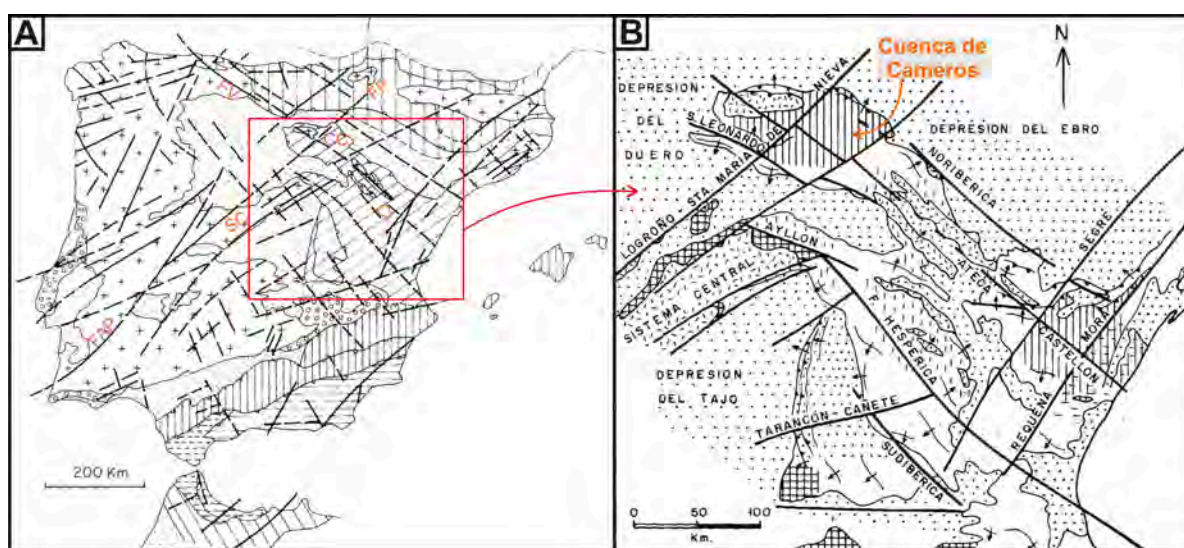 A
FV
SC
200 Km.
B
Cuenca de
Cameros
N
DEPRESION
DEL
DUERO
S. LEONARDO
LOGROÑO STA. MARIA DE NIEVA
DEPRESION DEL EBRO
NORIBERICA
SEGRE
AYLLON
ATECA
SISTEMA CENTRAL
F. HESPERICA
CASTELLON
MORA
DEPRESION
DEL TAJO
TARANCON-CAÑETE
SUDIBERICA
REQUENA
0 50 100
Km.